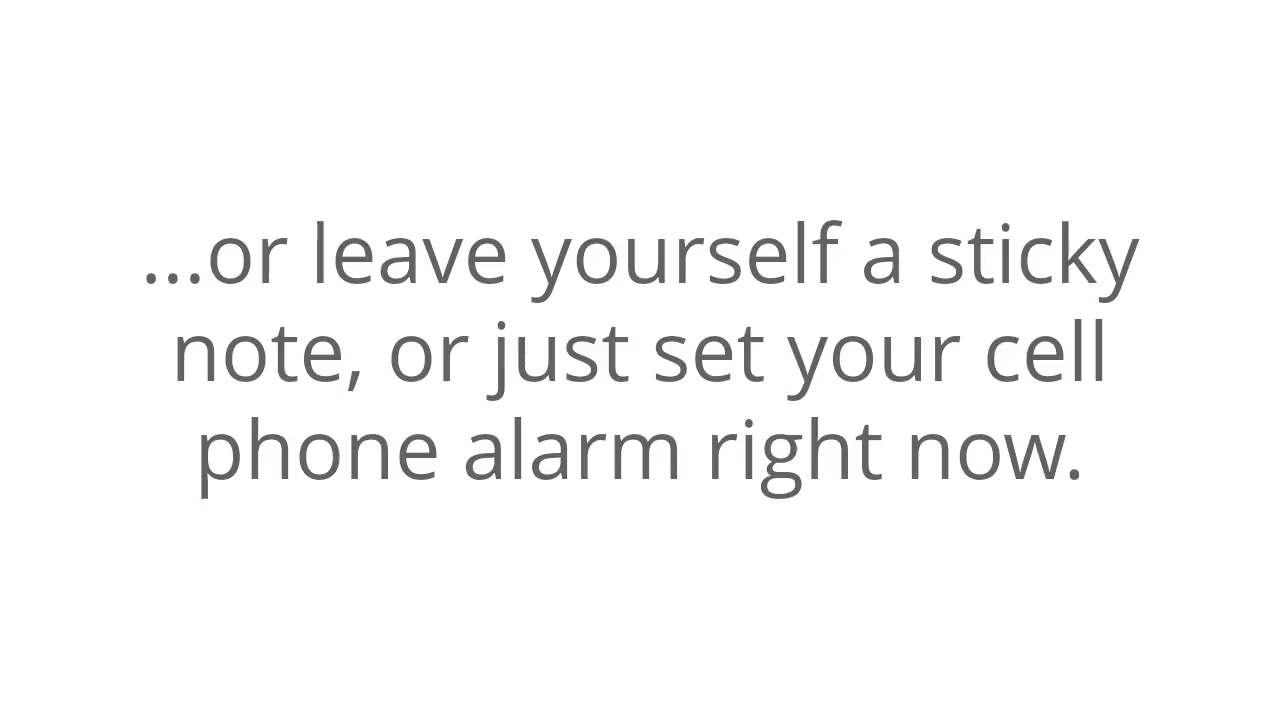 ...or leave yourself a sticky
note, or just set your cell
phone alarm right now.